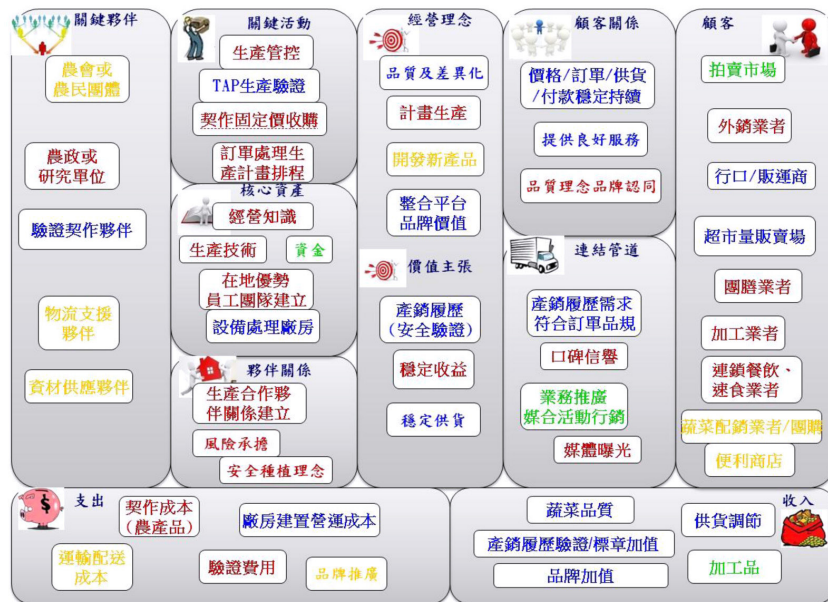 關鍵夥伴
農會或
農民團體
農政或
研究單位
驗證契作夥伴
物流支援
夥伴
資材供應夥伴
關鍵活動
生產管控
TAP生產驗證
契作固定價收購
訂單處理生
產計畫排程
核心資產
經營知識
生產技術
資金
在地優勢
員工團隊建立
設備處理廠房
夥伴關係
生產合作夥
伴關係建立
風險承擔
安全種植理念
經營理念
品質及差異化
計畫生產
開發新產品
整合平台
品牌價值
價值主張
產銷履歷
(安全驗證)
穩定收益
穩定供貨
顧客關係
價格/訂單/供貨
/付款穩定持續
提供良好服務
品質理念品牌認同
連結管道
產銷履歷需求
符合訂單品規
口碑信譽
業務推廣
媒合活動行銷
媒體曝光
顧客
拍賣市場
外銷業者
行口/販運商
超市量販賣場
團膳業者
加工業者
連鎖餐飲、
速食業者
蔬菜配銷業者/團購
便利商店
支出
契作成本
(農產品)
廠房建置營運成本
運輸配送
成本
驗證費用
品牌推廣
收入
蔬菜品質
供貨調節
產銷履歷驗證/標章加值
品牌加值
加工品